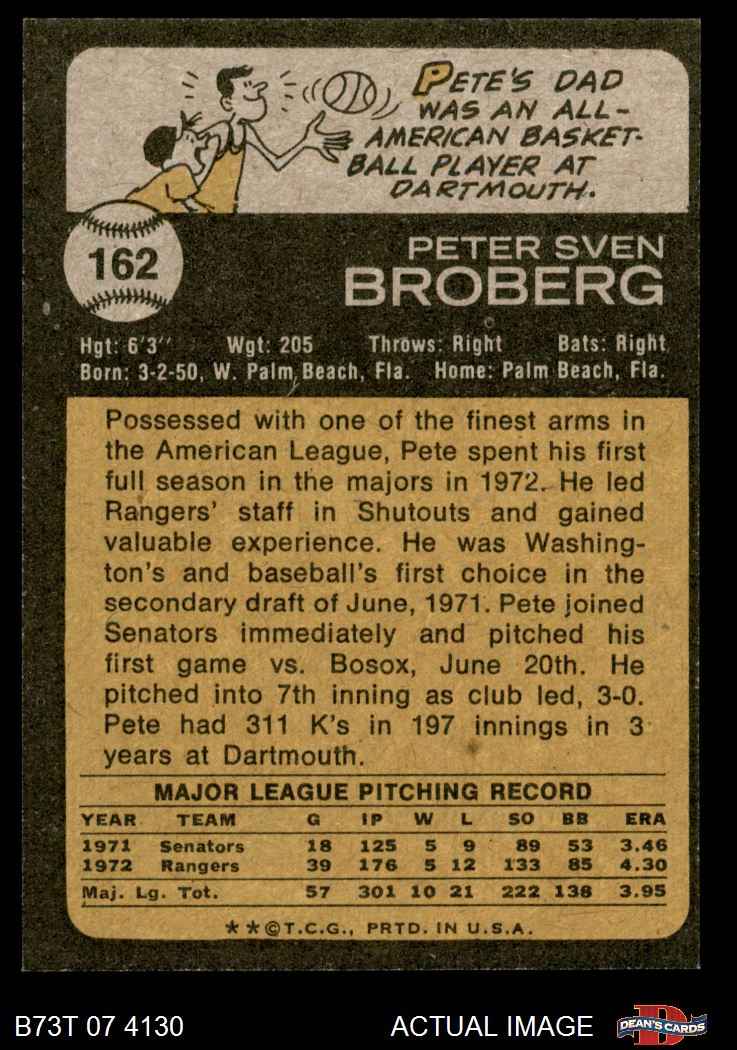 PETE'S DAD
WAS AN ALL-
AMERICAN BASKET-
BALL PLAYER AT
DARTMOUTH.
162
PETER SVEN
BROBERG
Hgt: 6'3" Wgt: 205 Throws: Right Bats: Right
Born: 3-2-50, W. Palm Beach, Fla. Home: Palm Beach, Fla.
Possessed with one of the finest arms in
the American League, Pete spent his first
full season in the majors in 1972. He led
Rangers' staff in Shutouts and gained
valuable experience. He was Washing-
ton's and baseball's first choice in the
secondary draft of June, 1971. Pete joined
Senators immediately and pitched his
first game vs. Bosox, June 20th. He
pitched into 7th inning as club led, 3-0.
Pete had 311 K's in 197 innings in 3
years at Dartmouth.
MAJOR LEAGUE PITCHING RECORD
YEAR TEAM G IP W L SO BB ERA
1971 Senators 18 125 5 9 89 53 3.46
1972 Rangers 39 176 5 12 133 85 4.30
Maj. Lg. Tot. 57 301 10 21 222 138 3.95
**©T.C.G., PRTD. IN U.S.A.
B73T 07 4130 ACTUAL IMAGE
D
DEAN'S CARDS